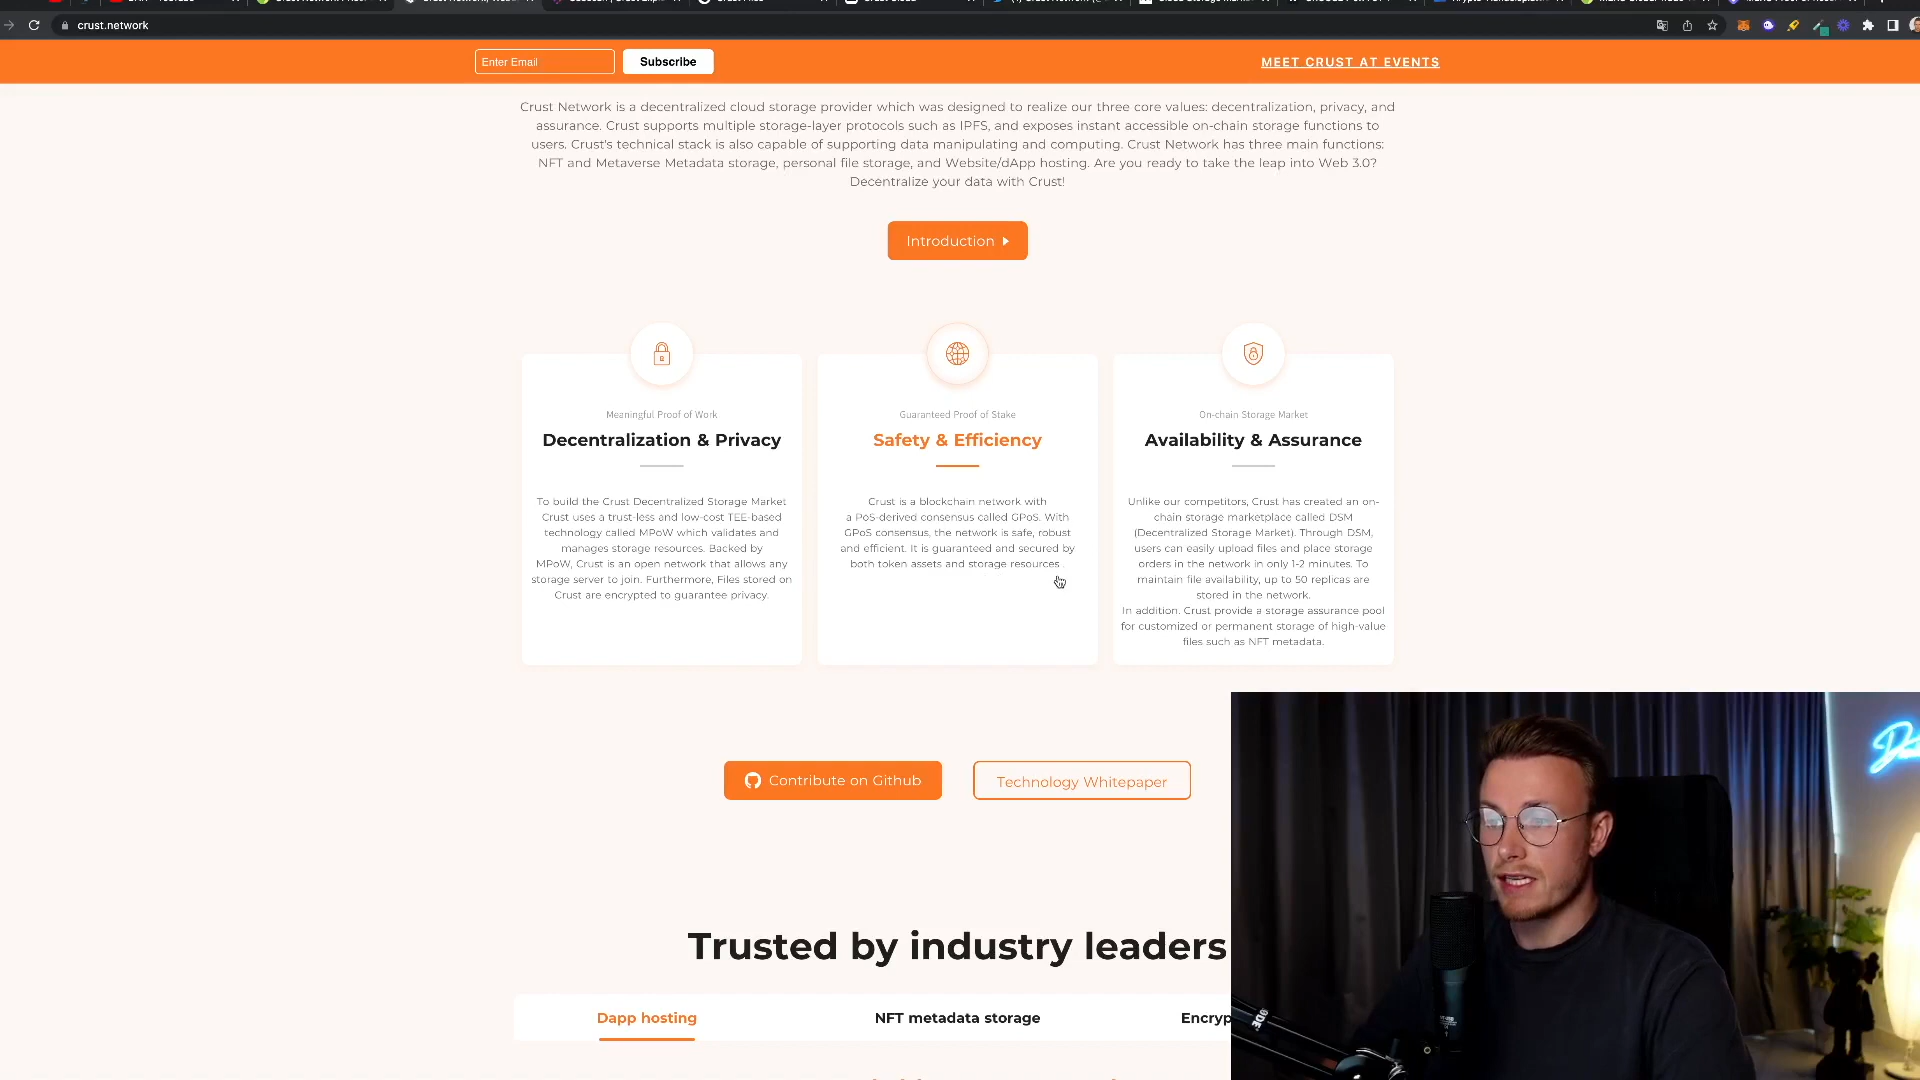 crust.network
Enter Email
Subscribe
MEET CRUST AT EVENTS
Crust Network is a decentralized cloud storage provider which was designed to realize our three core values: decentralization, privacy, and
assurance. Crust supports multiple storage-layer protocols such as IPFS, and exposes instant accessible on-chain storage functions to
users. Crust's technical stack is also capable of supporting data manipulating and computing. Crust Network has three main functions:
NFT and Metaverse Metadata storage, personal file storage, and Website/dApp hosting. Are you ready to take the leap into Web 3.0?
Decentralize your data with Crust!
Introduction
Meaningful Proof of Work
Decentralization & Privacy
To build the Crust Decentralized Storage Market
Crust uses a trust-less and low-cost TEE-based
technology called MPoW which validates and
manages storage resources. Backed by
MPoW, Crust is an open network that allows any
storage server to join. Furthermore, Files stored on
Crust are encrypted to guarantee privacy.
Guaranteed Proof of Stake
Safety & Efficiency
Crust is a blockchain network with
a PoS-derived consensus called GPoS. With
GPoS consensus, the network is safe, robust
and efficient. It is guaranteed and secured by
both token assets and storage resources .
On-chain Storage Market
Availability & Assurance
Unlike our competitors, Crust has created an on-
chain storage marketplace called DSM
(Decentralized Storage Market). Through DSM,
users can easily upload files and place storage
orders in the network in only 1-2 minutes. To
maintain file availability, up to 50 replicas are
stored in the network.
In addition. Crust provide a storage assurance pool
for customized or permanent storage of high-value
files such as NFT metadata.
Contribute on Github
Technology Whitepaper
Trusted by industry leaders
Dapp hosting
NFT metadata storage
Encryp